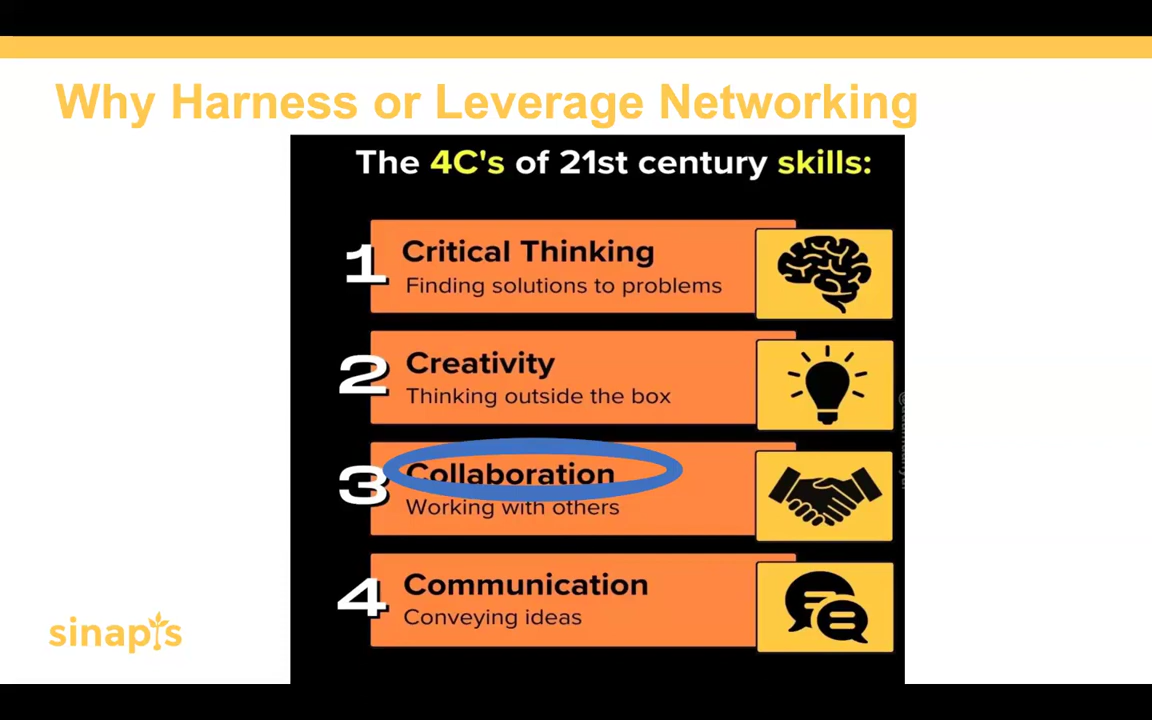 Why Harness or Leverage Networking
The 4C's of 21st century skills:
1
Critical Thinking
Finding solutions to problems
2
Creativity
Thinking outside the box
3
Collaboration
Working with others
4
Communication
Conveying ideas
sinapis